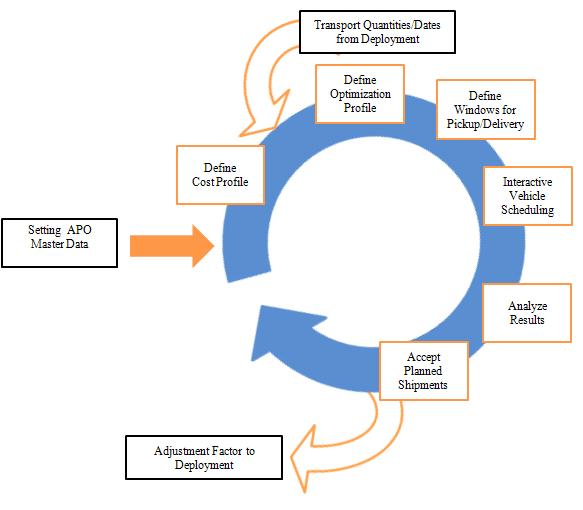 Transport Quantities/Dates
from Deployment
Define
Optimization
Profile
Define
Windows for
Pickup/Delivery
Define
Cost Profile
Interactive
Vehicle
Scheduling
Setting APO
Master Data
Analyze
Results
Accept
Planned
Shipments
Adjustment Factor to
Deployment